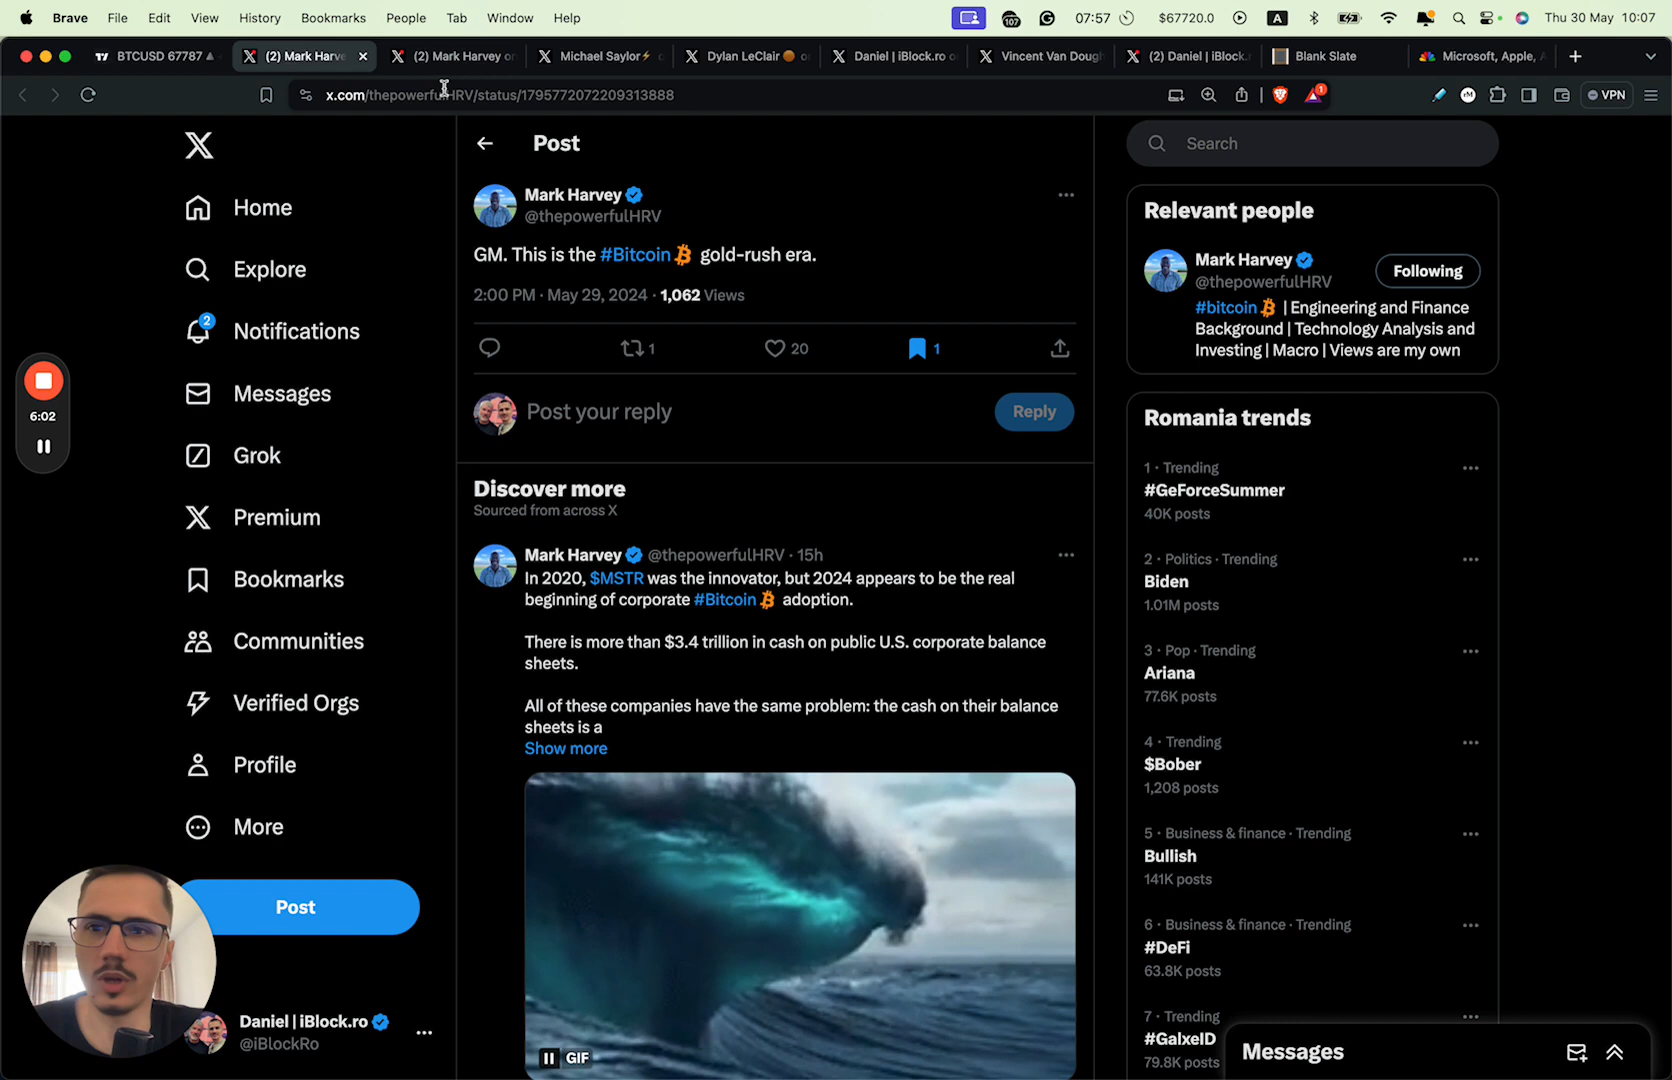 Brave File Edit View History Bookmarks People Tab Window Help
107 07:57 $67720.0 A Thu 30 May 10:07
BTCUSD 67787
(2) Mark Harve
(2) Mark Harvey on
Michael Saylor⚡
Dylan LeClair
Daniel | iBlock.ro
Vincent Van Dough
(2) Daniel | iBlock.r
Blank Slate
Microsoft, Apple,
x.com/thepowerfulHRV/status/1795772072209313888
1
VPN
Home
Explore
2
Notifications
Messages
Grok
Premium
Bookmarks
Communities
Verified Orgs
Profile
More
Post
Daniel | iBlock.ro
@iBlockRo
6:02
Post
Mark Harvey
@thepowerfulHRV
GM. This is the #Bitcoin gold-rush era.
2:00 PM · May 29, 2024 · 1,062 Views
1
20
1
Post your reply
Reply
Discover more
Sourced from across X
Mark Harvey @thepowerfulHRV · 15h
In 2020, $MSTR was the innovator, but 2024 appears to be the real
beginning of corporate #Bitcoin adoption.
There is more than $3.4 trillion in cash on public U.S. corporate balance
sheets.
All of these companies have the same problem: the cash on their balance
sheets is a
Show more
GIF
Search
Relevant people
Mark Harvey
@thepowerfulHRV
Following
#bitcoin | Engineering and Finance
Background | Technology Analysis and
Investing | Macro | Views are my own
Romania trends
1 · Trending
#GeForceSummer
40K posts
2 · Politics · Trending
Biden
1.01M posts
3 · Pop · Trending
Ariana
77.6K posts
4 · Trending
$Bober
1,208 posts
5 · Business & finance · Trending
Bullish
141K posts
6 · Business & finance · Trending
#DeFi
63.8K posts
7 · Trending
#GalxeID
79.8K posts
Messages